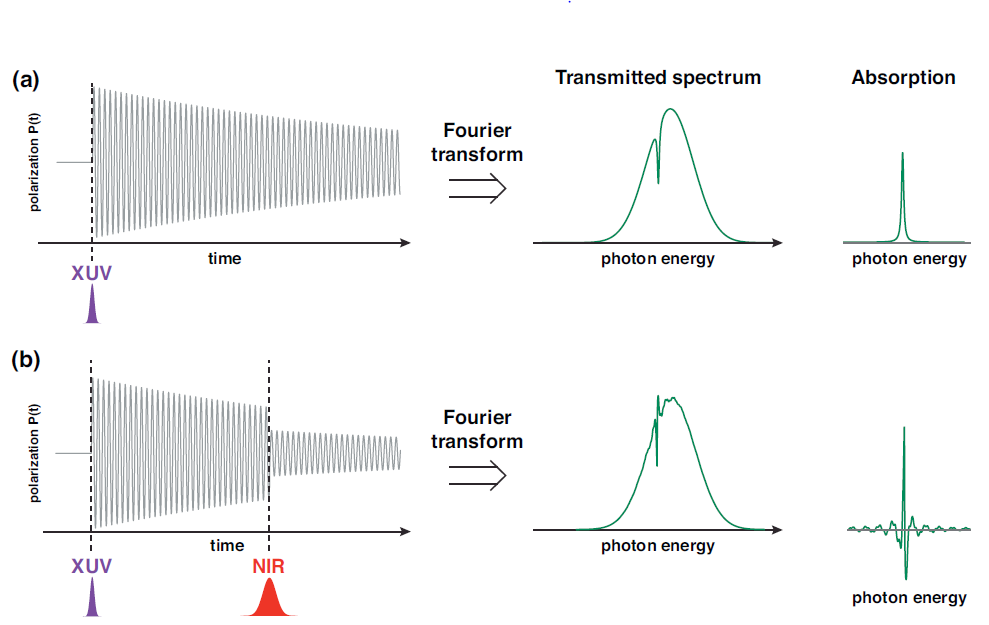 (a)
polarization P(t)
time
XUV
Fourier
transform
Transmitted spectrum
photon energy
Absorption
photon energy
(b)
polarization P(t)
time
XUV
NIR
Fourier
transform
photon energy
photon energy